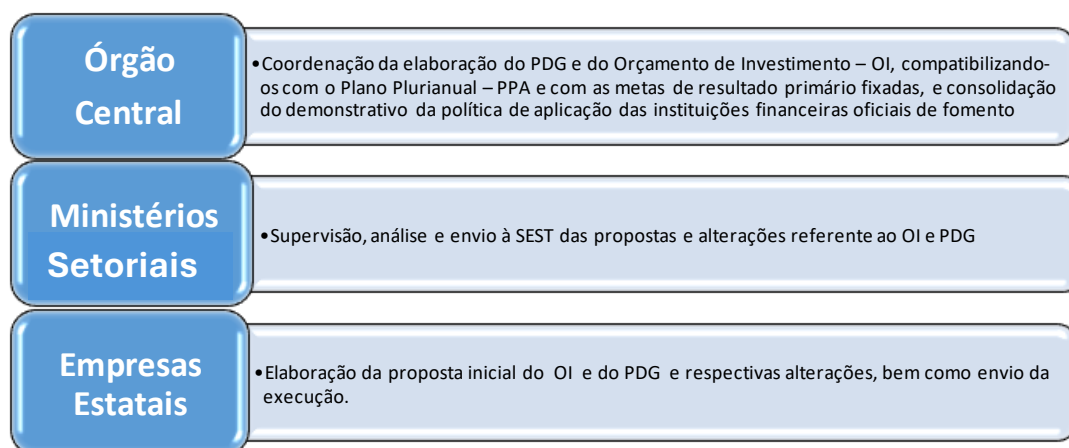 Órgão
Central
•Coordenação da elaboração do PDG e do Orçamento de Investimento – OI, compatibilizando-
os com o Plano Plurianual – PPA e com as metas de resultado primário fixadas, e consolidação
do demonstrativo da política de aplicação das instituições financeiras oficiais de fomento
Ministérios
Setoriais
•Supervisão, análise e envio à SEST das propostas e alterações referente ao OI e PDG
Empresas
Estatais
•Elaboração da proposta inicial do OI e do PDG e respectivas alterações, bem como envio da
execução.